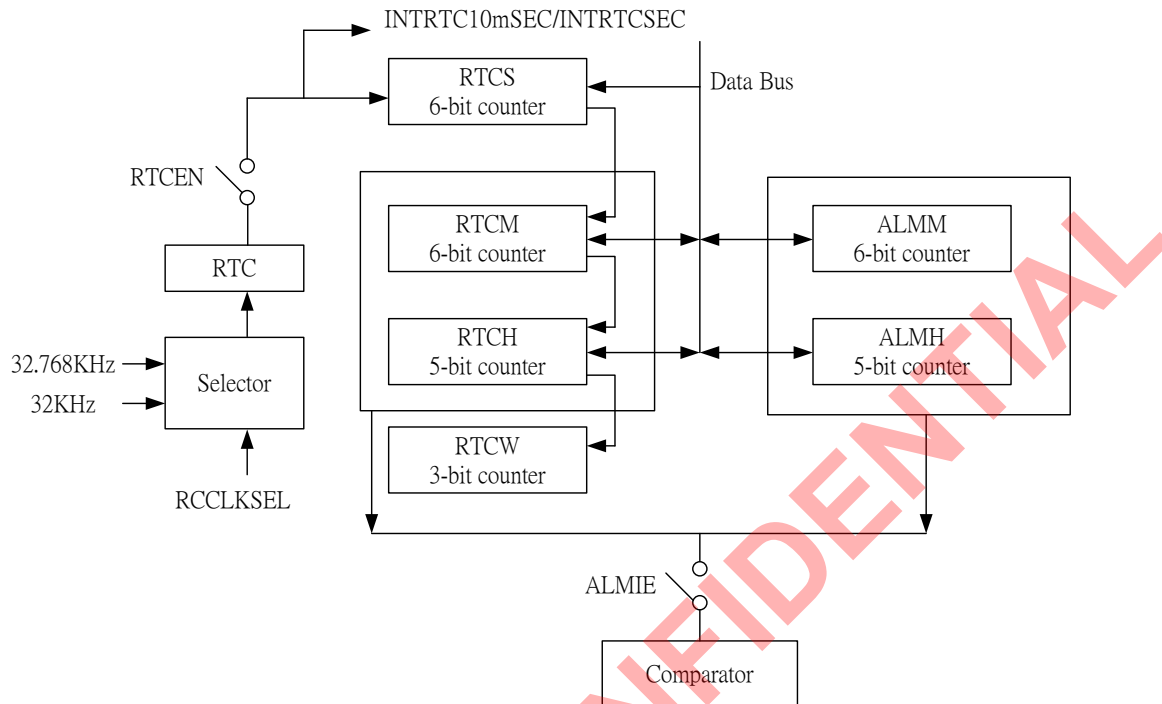 INTRTC10mSEC/INTRTCSEC
RTCS
6-bit counter
Data Bus
RTCEN
RTCM
6-bit counter
ALMM
6-bit counter
RTC
RTCH
5-bit counter
ALMH
5-bit counter
32.768KHz
32KHz
Selector
RTCW
3-bit counter
RCCLKSEL
ALMIE
Comparator
NFIDENTIAL